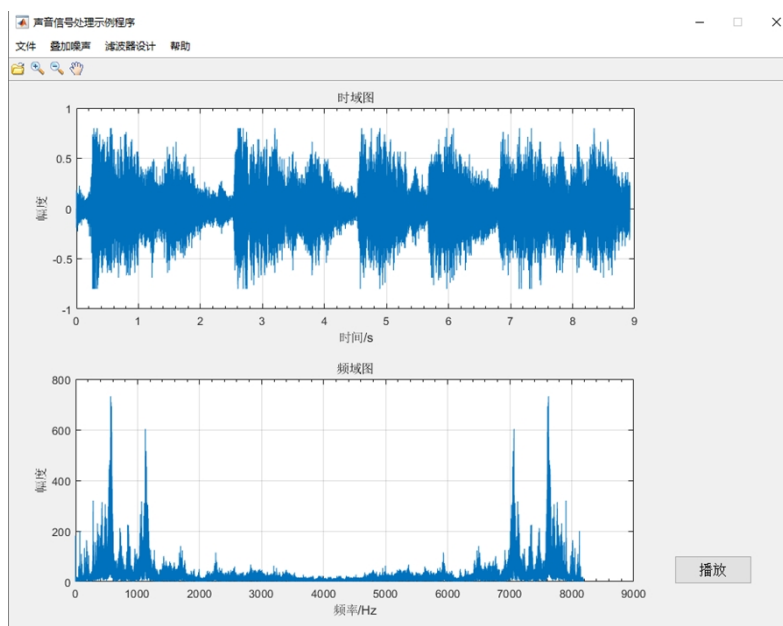 声音信号处理示例程序
文件 叠加噪声 滤波器设计 帮助
时域图
1
0.5
0
-0.5
-1
幅度
0 1 2 3 4 5 6 7 8 9
时间/s
频域图
800
600
400
200
0
幅度
0 1000 2000 3000 4000 5000 6000 7000 8000 9000
频率/Hz
播放